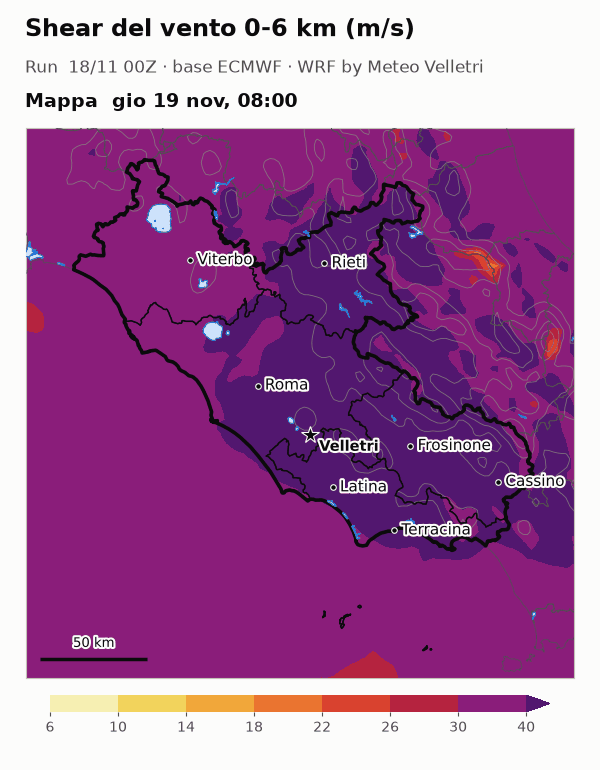 Shear del vento 0-6 km (m/s)
Run  18/11 00Z · base ECMWF · WRF by Meteo Velletri
Mappa  gio 19 nov, 08:00
Viterbo
Rieti
Roma
Velletri
Frosinone
Cassino
Latina
Terracina
50 km
6 10 14 18 22 26 30 40